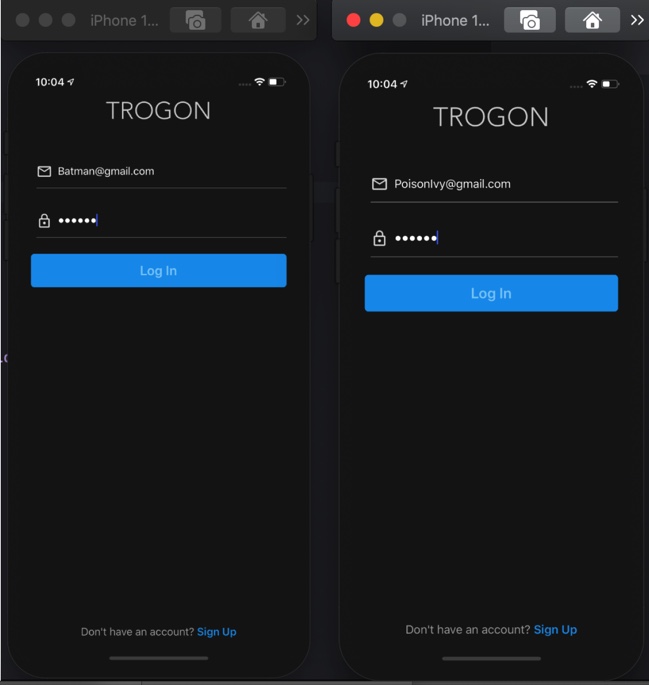 iPhone 1...
10:04
TROGON
Batman@gmail.com
••••••
Log In
Don't have an account? Sign Up
iPhone 1...
10:04
TROGON
PoisonIvy@gmail.com
••••••
Log In
Don't have an account? Sign Up